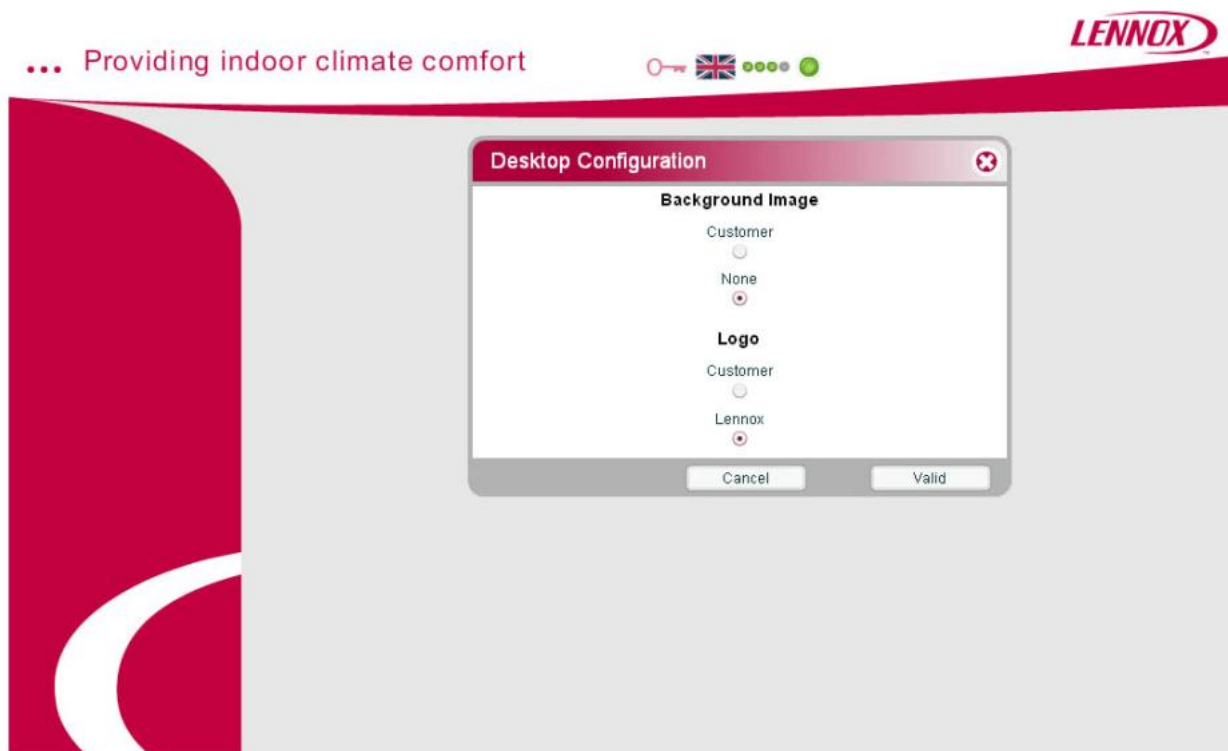 LENNOX
... Providing indoor climate comfort
Desktop Configuration
Background Image
Customer
None
Logo
Customer
Lennox
Cancel
Valid